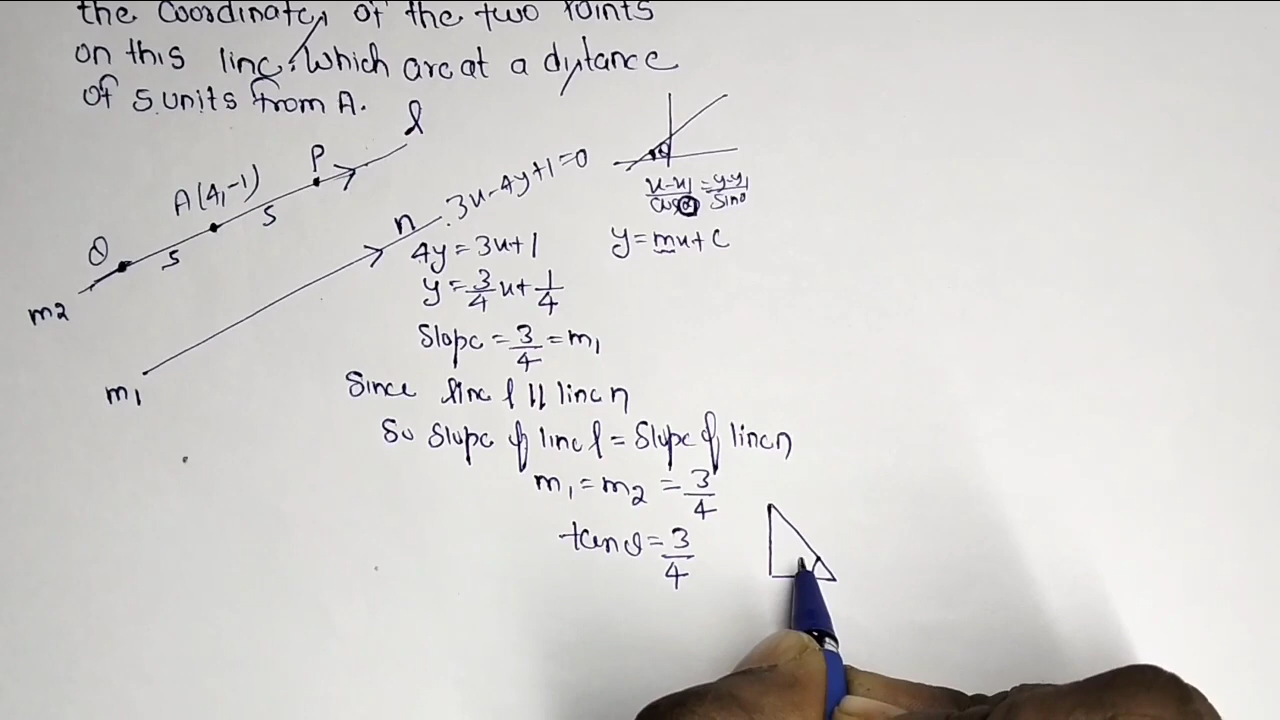 the Coordinates of the two Points
on this line, Which are at a distance
of 5 units from A.
l
P
A(4,-1)
5
Q
5
m2
n
3x-4y+1=0
m1
4y=3x+1
y=3/4x+1/4
Slope=3/4=m1
Since line l || line n
So Slope of line l = Slope of line n
m1=m2=3/4
tanθ=3/4
x-x1/cosθ=y-y1/sinθ
y=mx+c